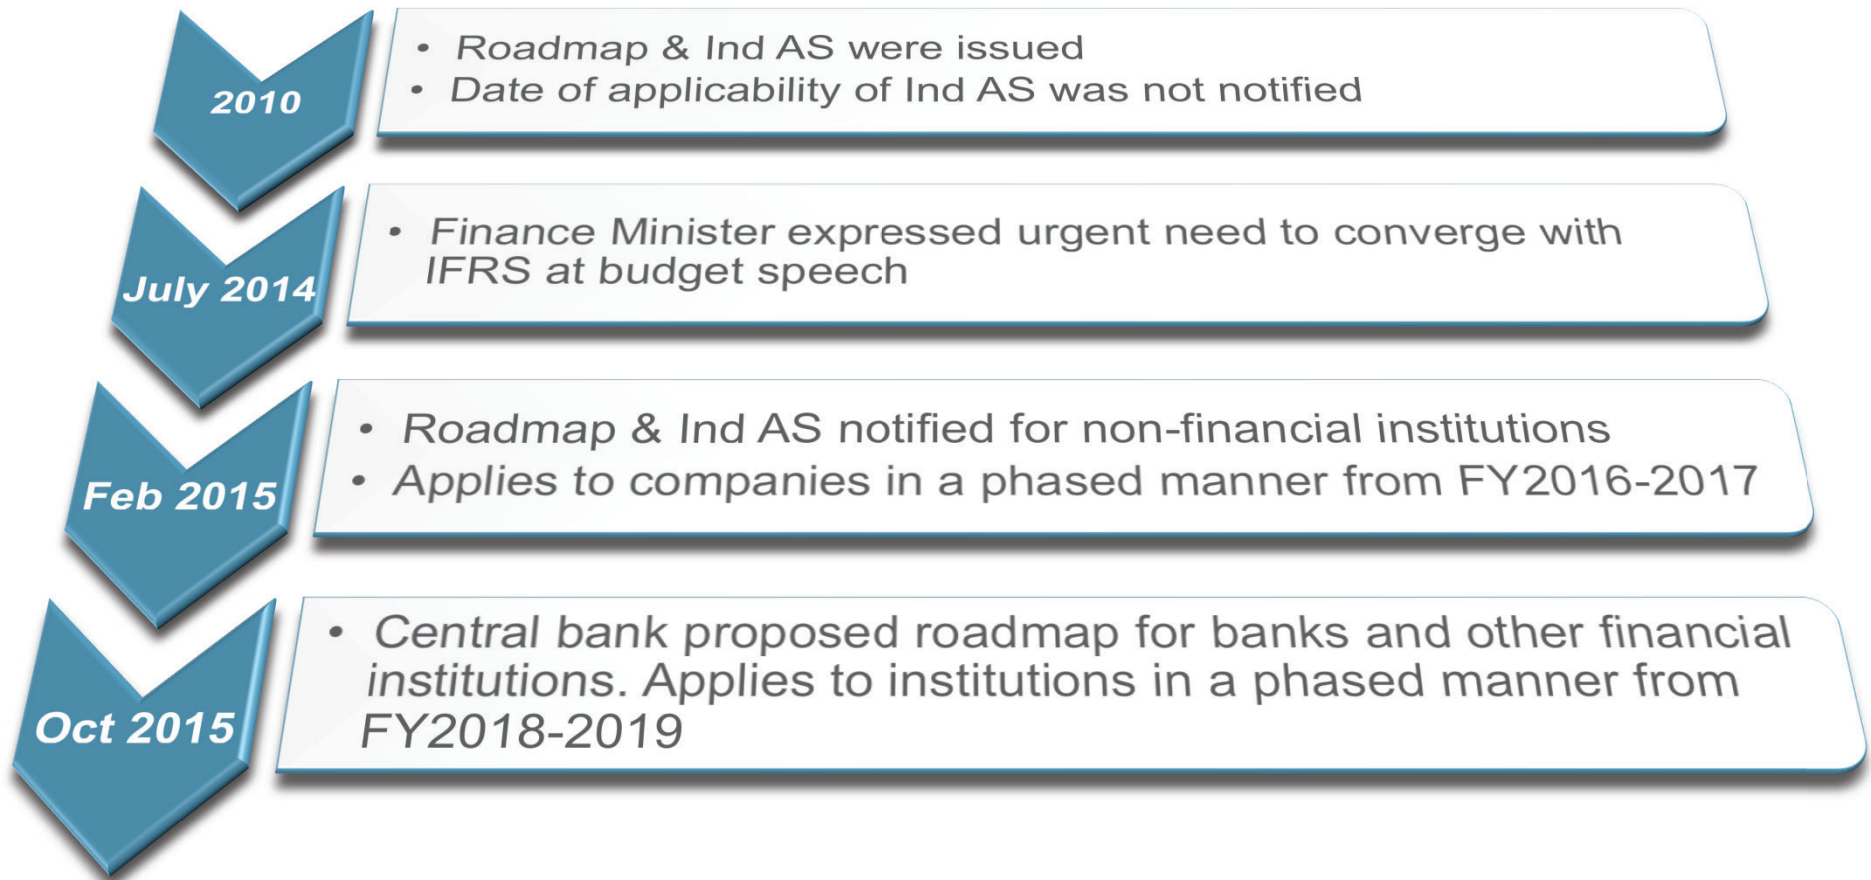 2010
• Roadmap & Ind AS were issued
• Date of applicability of Ind AS was not notified
July 2014
• Finance Minister expressed urgent need to converge with
IFRS at budget speech
Feb 2015
• Roadmap & Ind AS notified for non-financial institutions
• Applies to companies in a phased manner from FY2016-2017
Oct 2015
• Central bank proposed roadmap for banks and other financial
institutions. Applies to institutions in a phased manner from
FY2018-2019